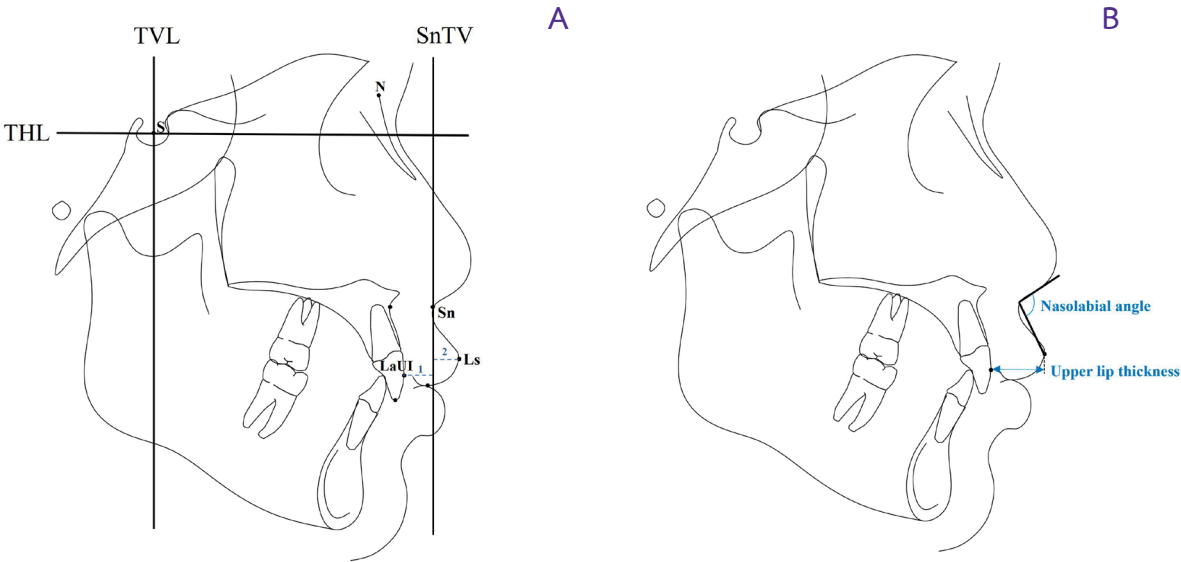 A
B
TVL
SnTV
N
THL
S
Sn
Nasolabial angle
2
Ls
LaUI
1
Upper lip thickness